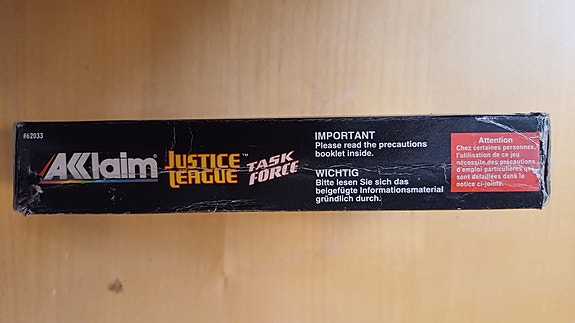 #62033
AKKlaim
JUSTICE LEAGUE™
TASK FORCE
IMPORTANT
Please read the precautions
booklet inside.
WICHTIG
Bitte lesen Sie sich das
beigefügte Informationsmaterial
gründlich durch.
Attention
Chez certaines personnes,
l'utilisation de ce jeu
nécessite des précautions
d'emploi particulières qui
sont détaillées dans la
notice ci-jointe.